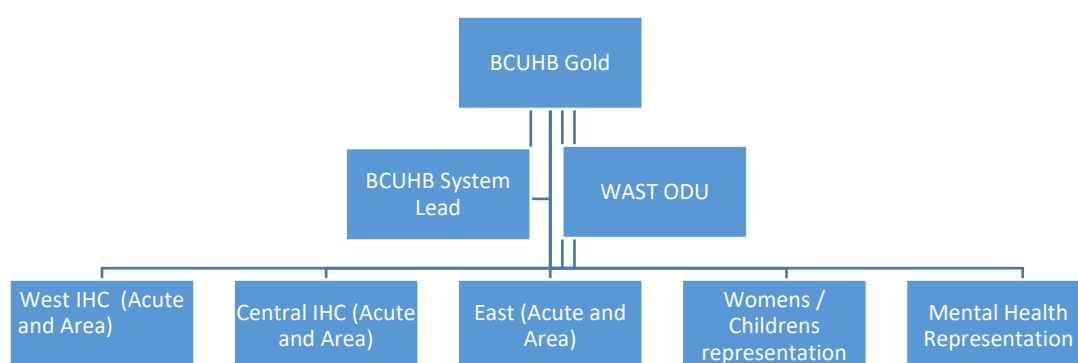 BCUHB Gold
BCUHB System
Lead
WAST ODU
West IHC (Acute
and Area)
Central IHC (Acute
and Area)
East (Acute and
Area)
Womens /
Childrens
representation
Mental Health
Representation